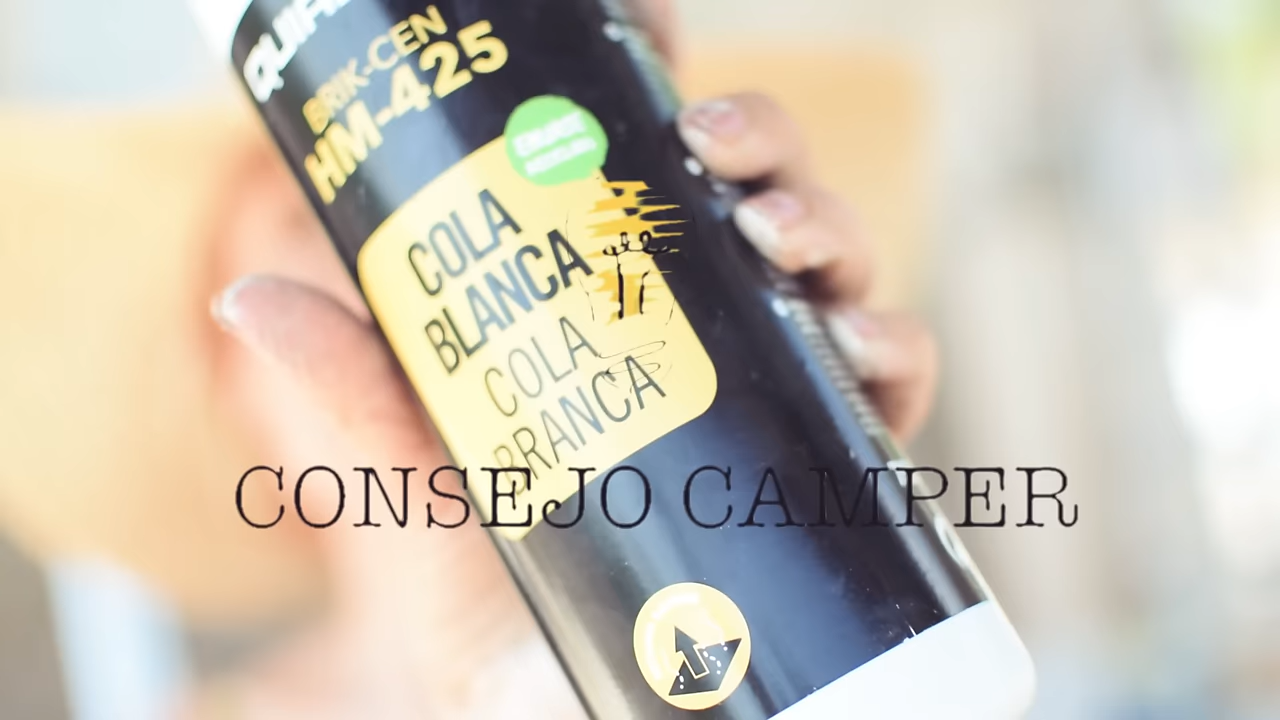 BRIK-CEN
HM-425
COLA
BLANCA
COLA
BRANCA
CONSEJO CAMPER